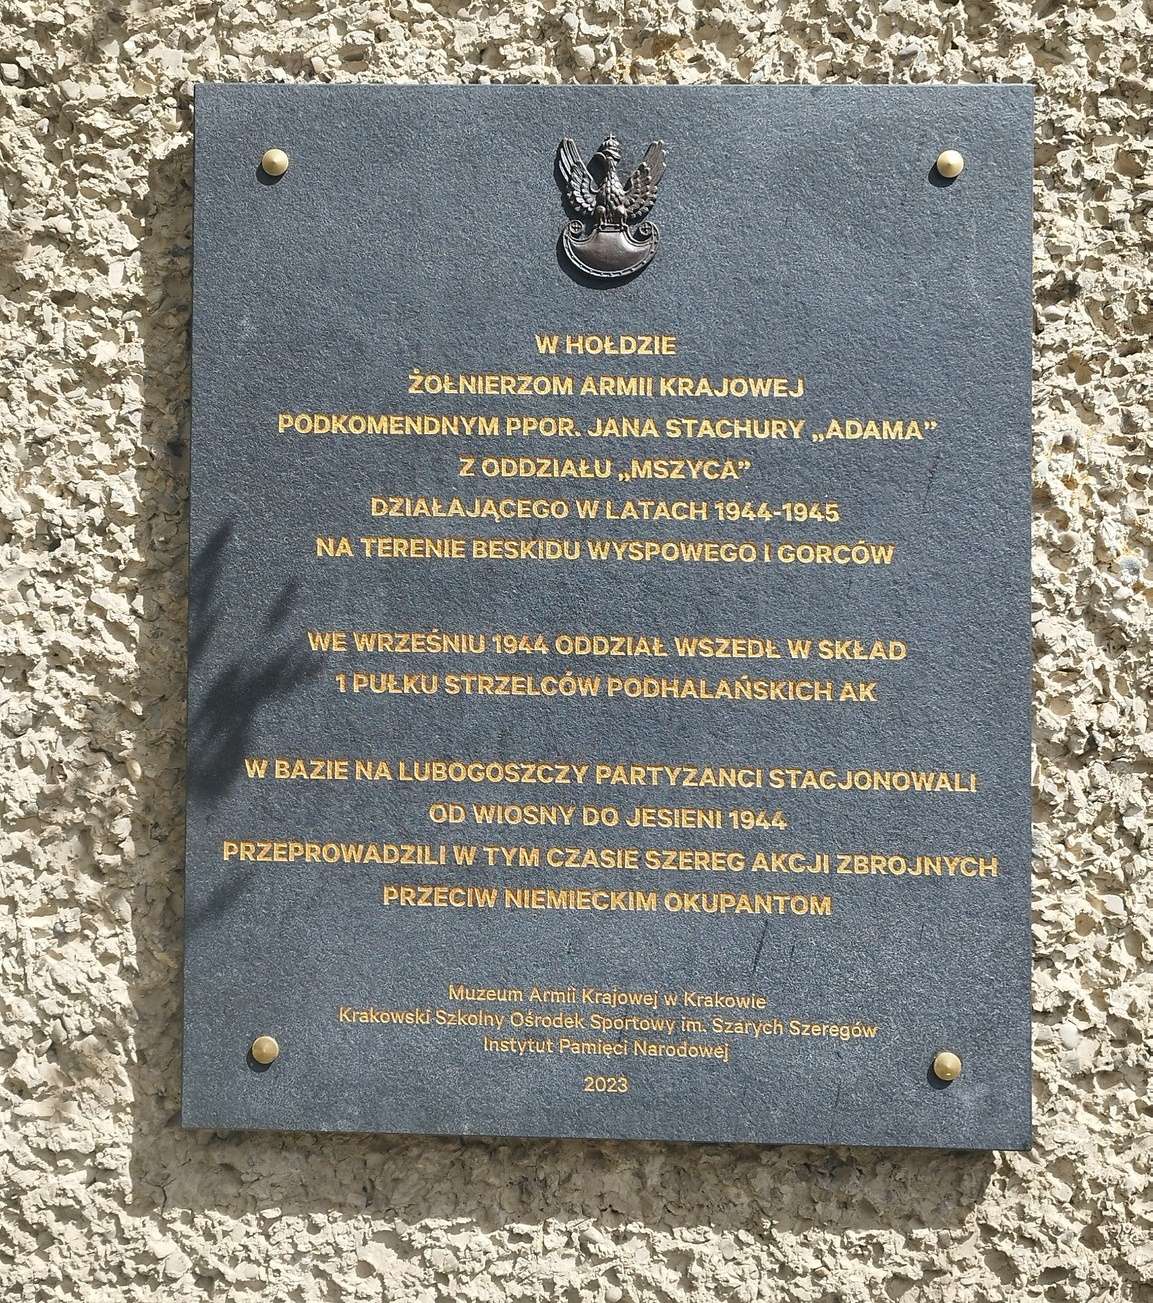 W HOŁDZIE
ŻOŁNIERZOM ARMII KRAJOWEJ
PODKOMENDNYM PPOR. JANA STACHURY „ADAMA”
Z ODDZIAŁU „MSZYCA”
DZIAŁAJĄCEGO W LATACH 1944-1945
NA TERENIE BESKIDU WYSPOWEGO I GORCÓW
WE WRZEŚNIU 1944 ODDZIAŁ WSZEDŁ W SKŁAD
1 PUŁKU STRZELCÓW PODHALAŃSKICH AK
W BAZIE NA LUBOGOSZCZY PARTYZANCI STACJONOWALI
OD WIOSNY DO JESIENI 1944
PRZEPROWADZILI W TYM CZASIE SZEREG AKCJI ZBROJNYCH
PRZECIW NIEMIECKIM OKUPANTOM
Muzeum Armii Krajowej w Krakowie
Krakowski Szkolny Ośrodek Sportowy im. Szarych Szeregów
Instytut Pamięci Narodowej
2023